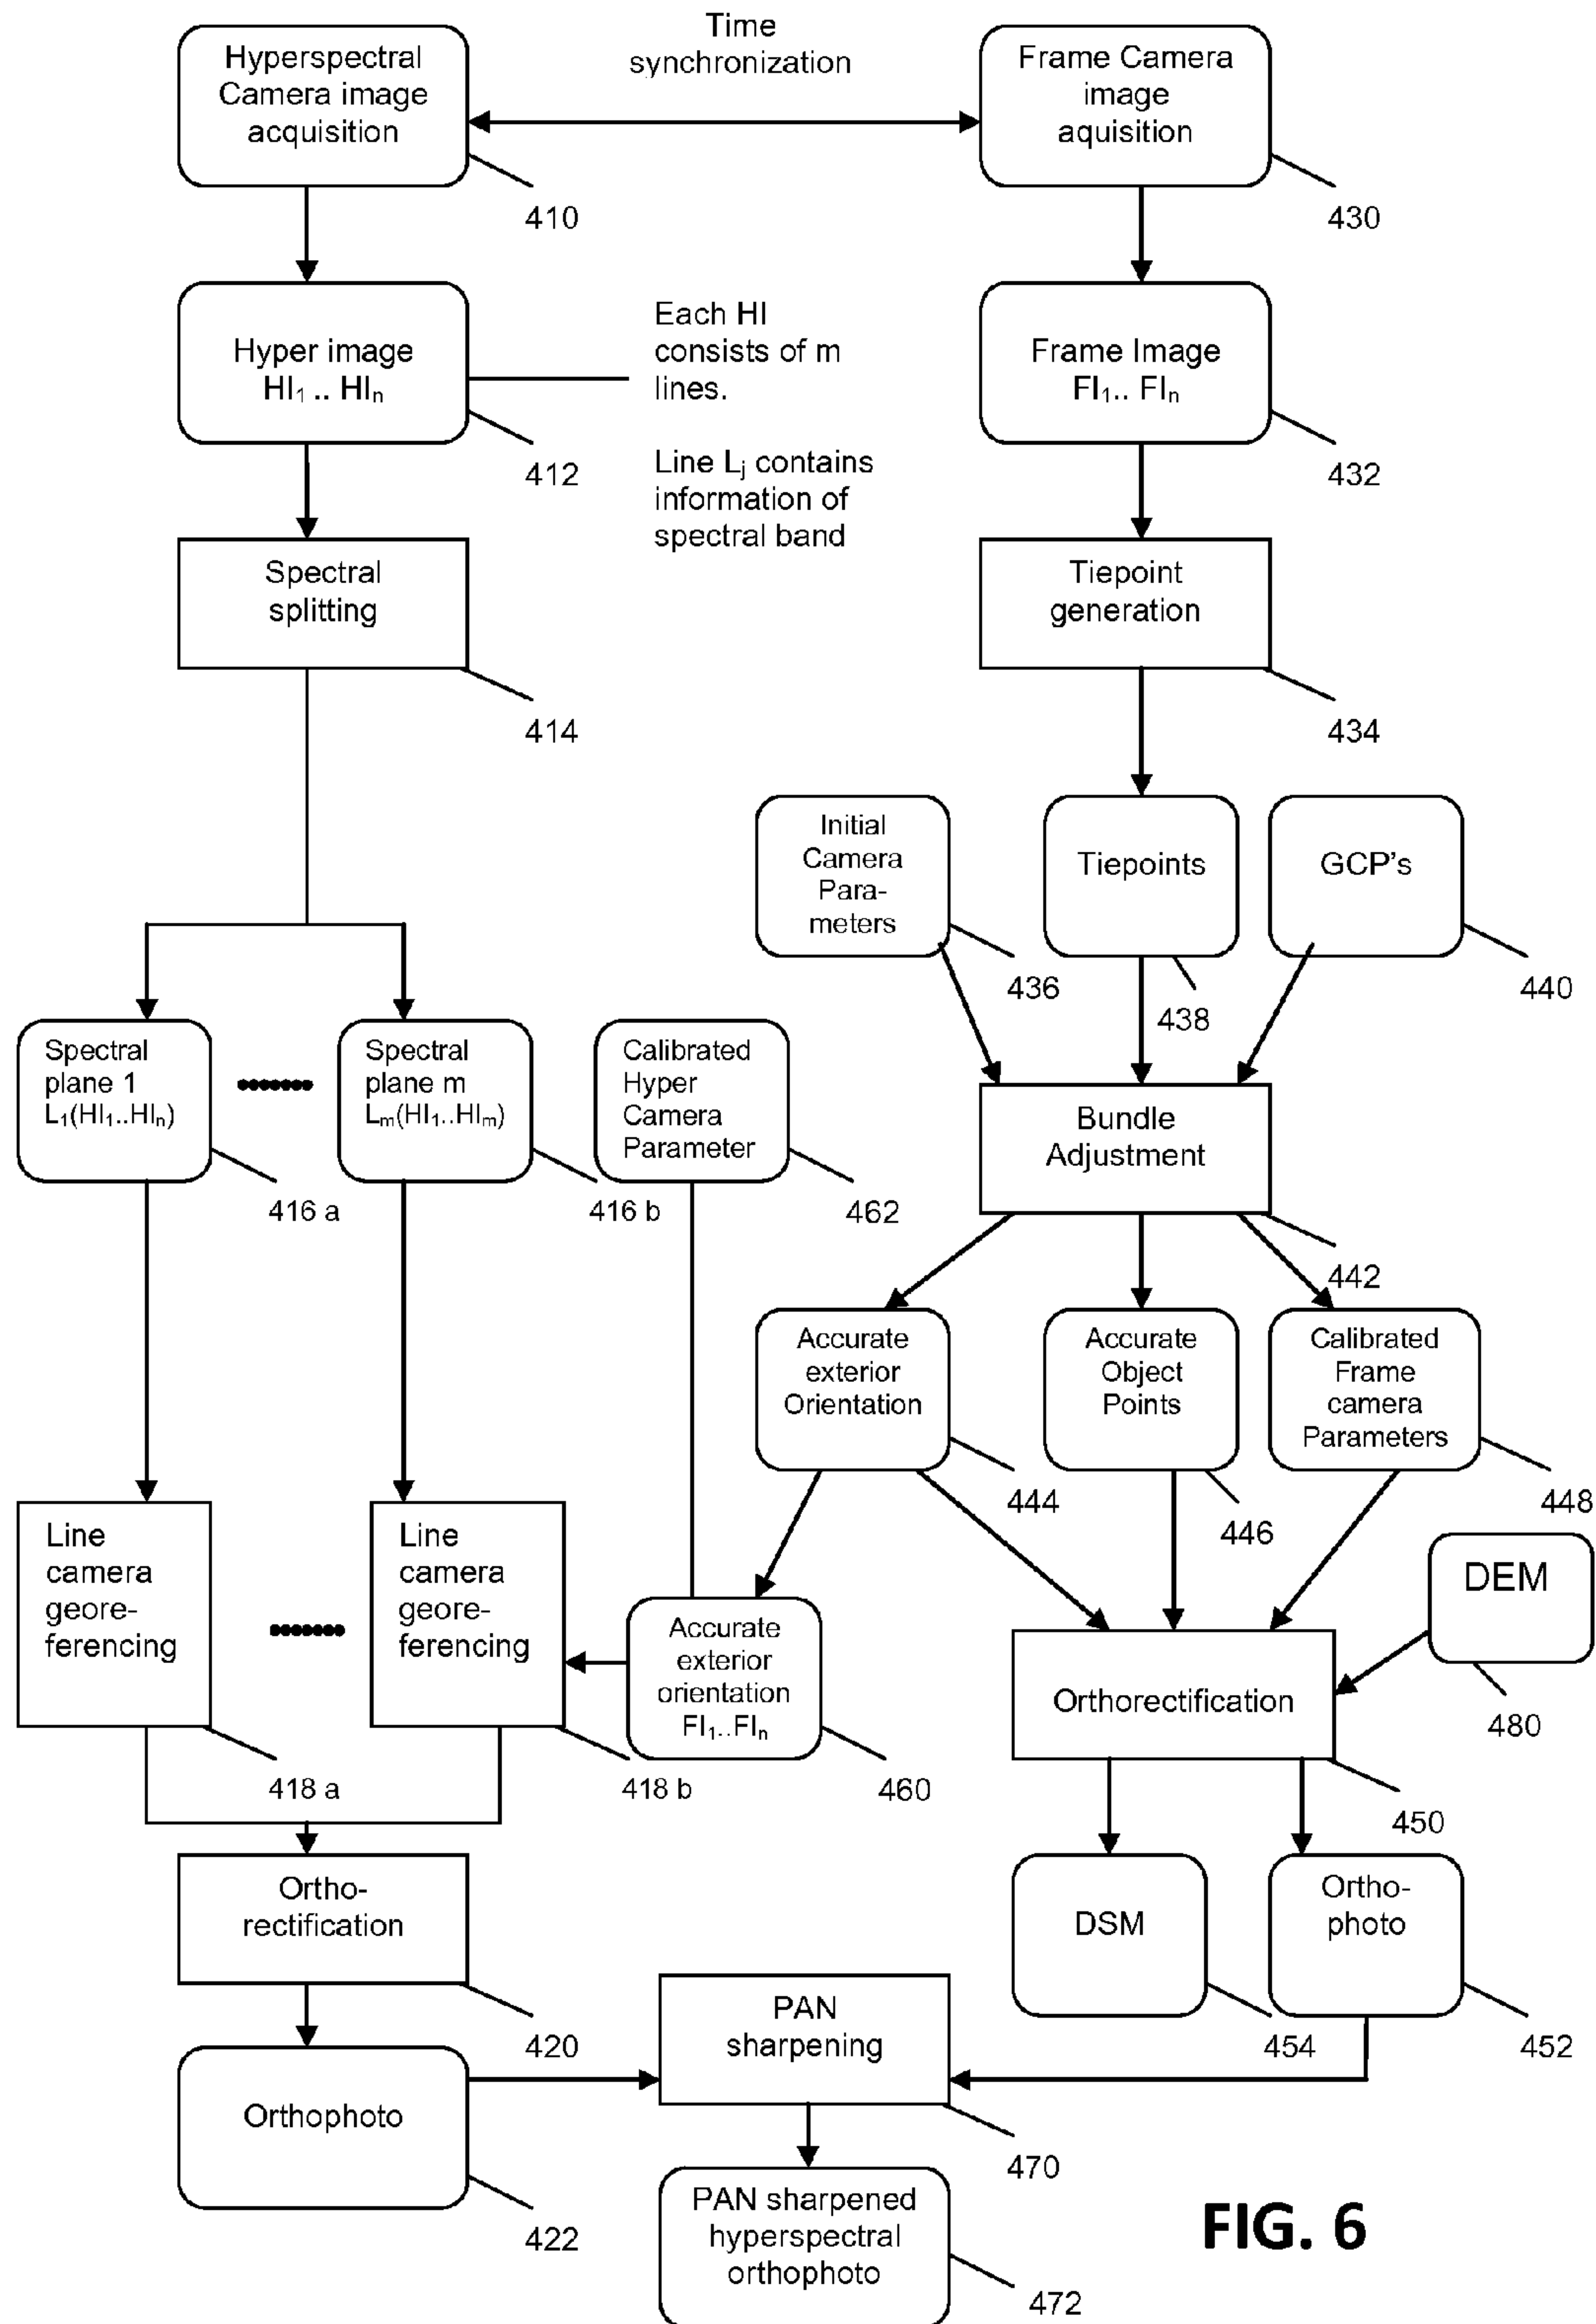 Time
synchronization
Hyperspectral
Camera image
acquisition
410
Frame Camera
image
aquisition
430
Hyper image
HI₁ .. HIₙ
412
Each HI
consists of m
lines.
Line Lⱼ contains
information of
spectral band
Frame Image
FI₁.. FIₙ
432
Spectral
splitting
414
Tiepoint
generation
434
Initial
Camera
Para-
meters
436
Tiepoints
438
GCP's
440
Spectral
plane 1
L₁(HI₁..HIₙ)
416 a
Spectral
plane m
Lₘ(HI₁..HIₘ)
416 b
Calibrated
Hyper
Camera
Parameter
462
Bundle
Adjustment
442
Accurate
exterior
Orientation
444
Accurate
Object
Points
446
Calibrated
Frame
camera
Parameters
448
Line
camera
geore-
ferencing
418 a
Line
camera
geore-
ferencing
418 b
Accurate
exterior
orientation
FI₁..FIₙ
460
DEM
480
Orthorectification
450
Ortho-
rectification
420
DSM
454
Ortho-
photo
452
Orthophoto
422
PAN
sharpening
470
PAN sharpened
hyperspectral
orthophoto
472
FIG. 6